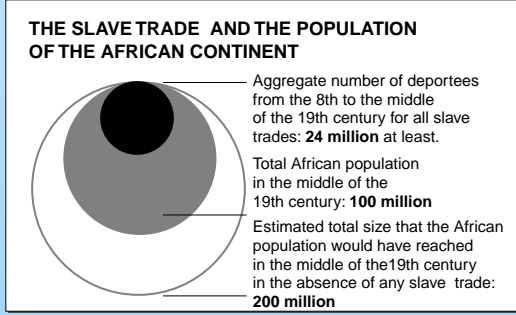 THE SLAVE TRADE AND THE POPULATION
OF THE AFRICAN CONTINENT
Aggregate number of deportees
from the 8th to the middle
of the 19th century for all slave
trades: 24 million at least.
Total African population
in the middle of the
19th century: 100 million
Estimated total size that the African
population would have reached
in the middle of the19th century
in the absence of any slave trade:
200 million